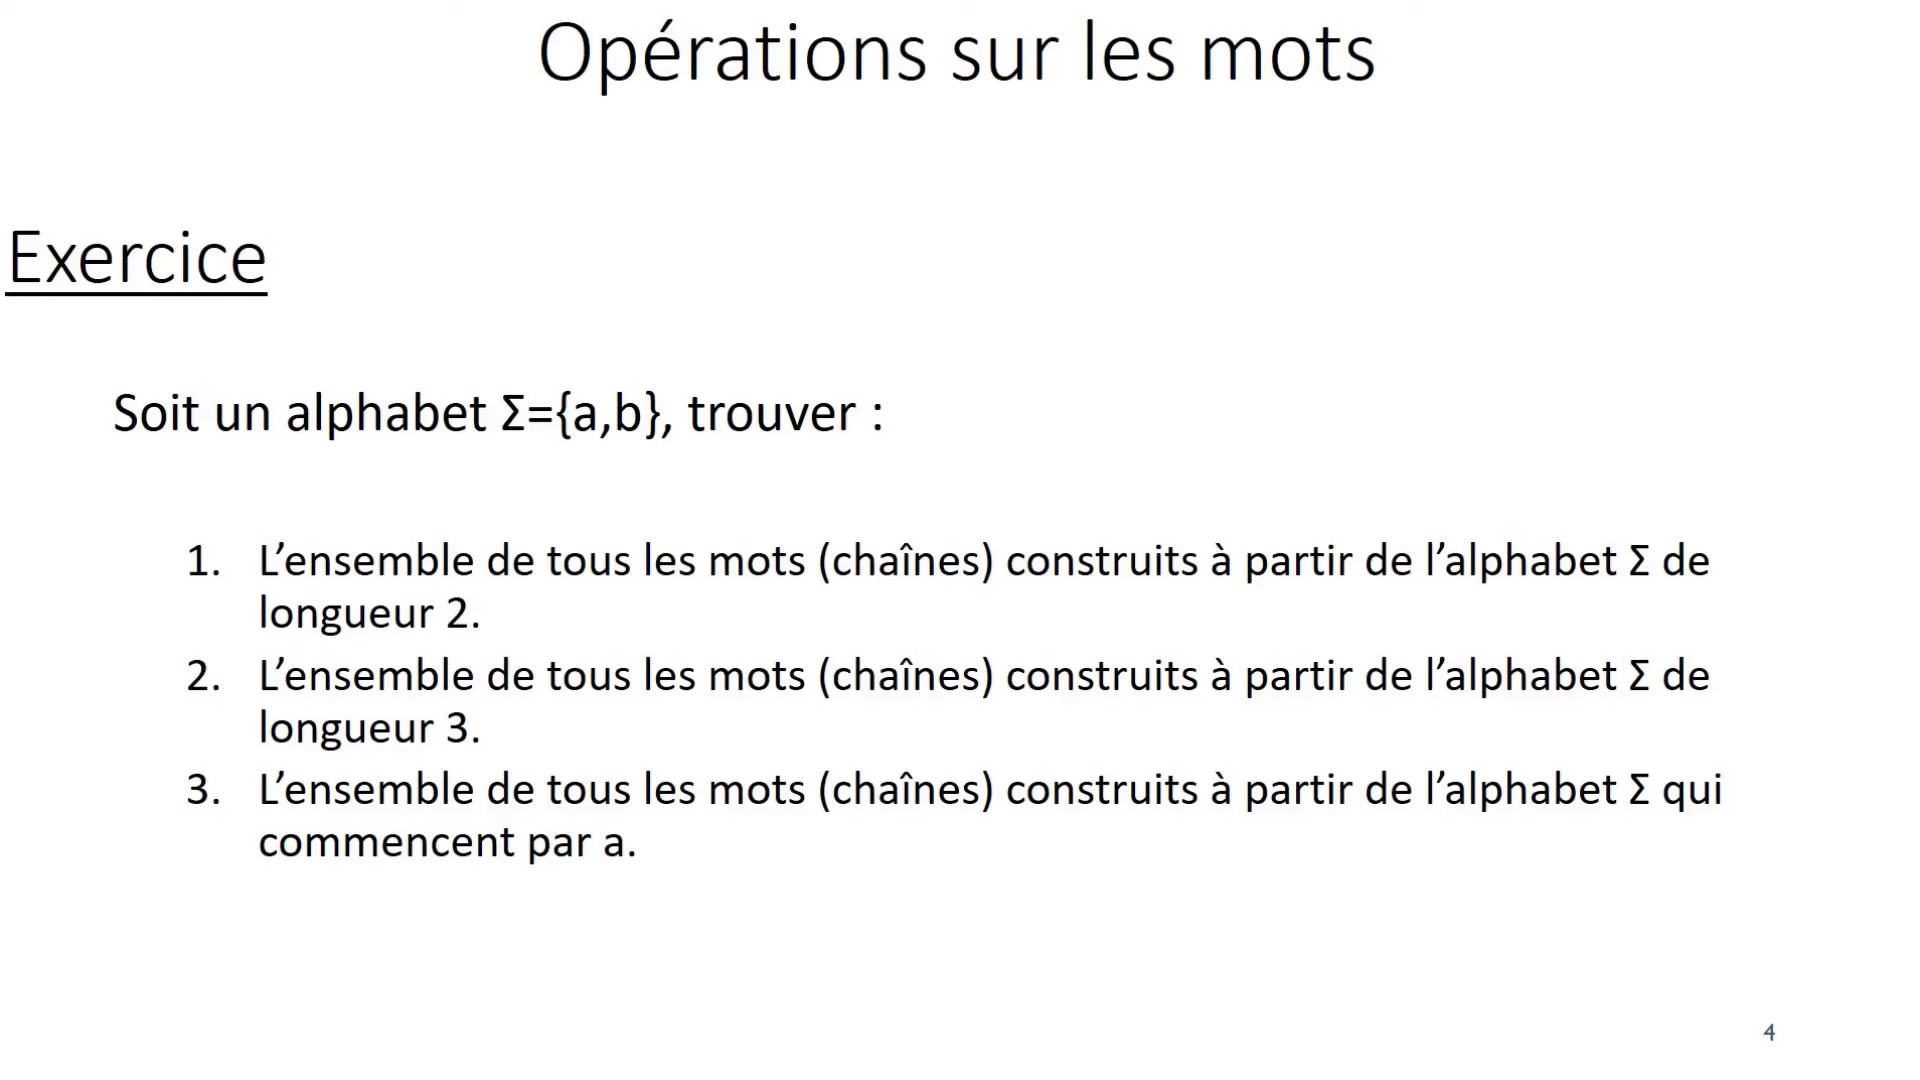 Opérations sur les mots
Exercice
Soit un alphabet Σ={a,b}, trouver :
1. L’ensemble de tous les mots (chaînes) construits à partir de l’alphabet Σ de
longueur 2.
2. L’ensemble de tous les mots (chaînes) construits à partir de l’alphabet Σ de
longueur 3.
3. L’ensemble de tous les mots (chaînes) construits à partir de l’alphabet Σ qui
commencent par a.
4